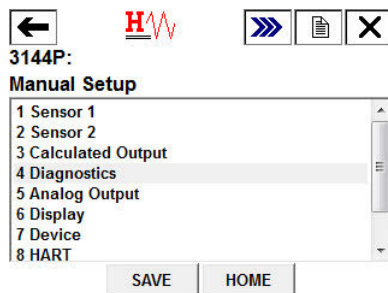 H
3144P:
Manual Setup
1 Sensor 1
2 Sensor 2
3 Calculated Output
4 Diagnostics
5 Analog Output
6 Display
7 Device
8 HART
SAVE HOME